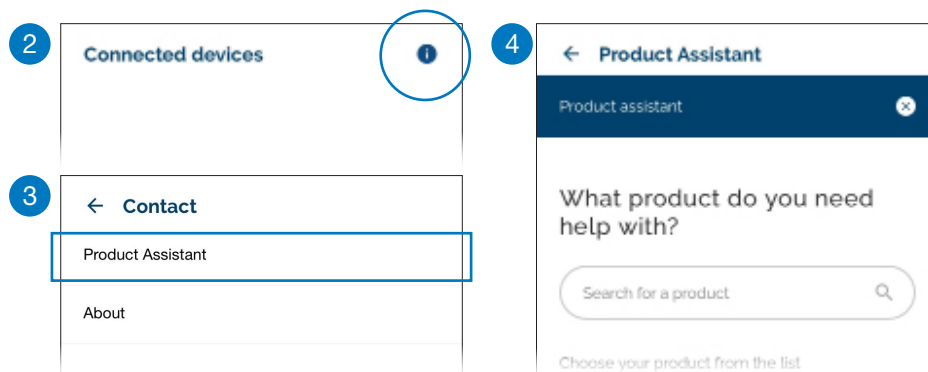 2
Connected devices
3
Contact
Product Assistant
About
4
Product Assistant
Product assistant
What product do you need
help with?
Search for a product
Choose your product from the list